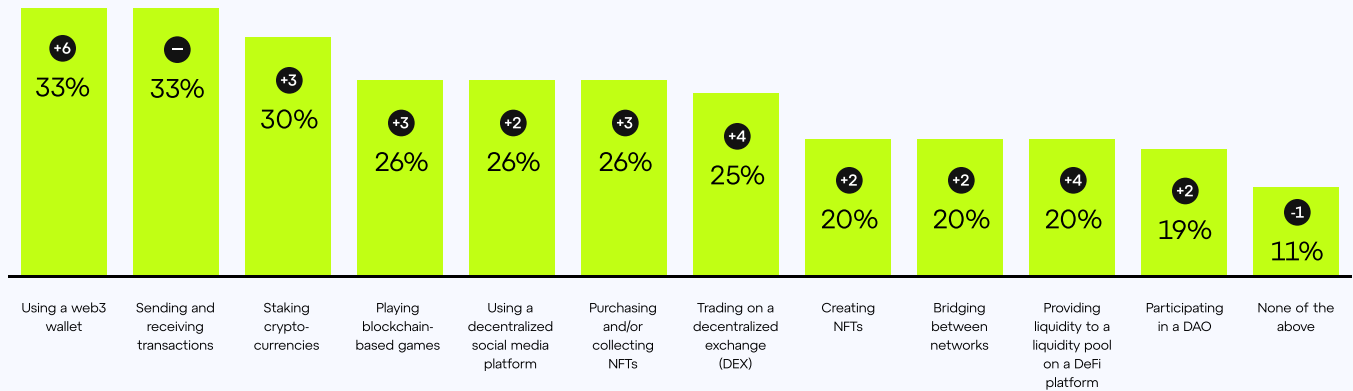 +6
33%
Using a web3
wallet
–
33%
Sending and
receiving
transactions
+3
30%
Staking
crypto-
currencies
+3
26%
Playing
blockchain-
based games
+2
26%
Using a
decentralized
social media
platform
+3
26%
Purchasing
and/or
collecting
NFTs
+4
25%
Trading on a
decentralized
exchange
(DEX)
+2
20%
Creating
NFTs
+2
20%
Bridging
between
networks
+4
20%
Providing
liquidity to a
liquidity pool
on a DeFi
platform
+2
19%
Participating
in a DAO
-1
11%
None of the
above